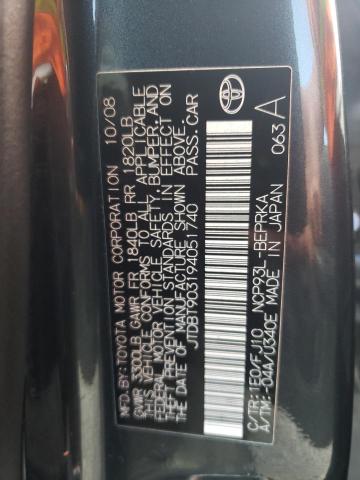 MFD.BY:TOYOTA MOTOR CORPORATION 10/08
GVWR 3300LB GAWR FR 1840LB RR 1820LB
THIS VEHICLE CONFORMS TO ALL APPLICABLE
FEDERAL MOTOR VEHICLE SAFETY, BUMPER, AND
THEFT PREVENTION STANDARDS IN EFFECT ON
THE DATE OF MANUFACTURE SHOWN ABOVE.
JTDBT903194051740 PASS.CAR
C/TR:1E0/FJ10 NCP93L-BEPRKA
A/TM:-04A/U340E MADE IN JAPAN
063 A